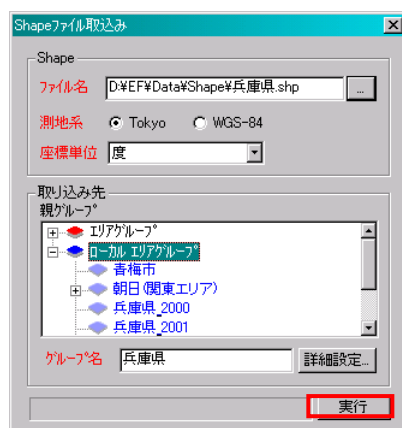 Shapeファイル取込み
Shape
ファイル名 D:¥EF¥Data¥Shape¥兵庫県.shp ...
測地系 Tokyo WGS-84
座標単位 度
取り込み先
親グループ
エリアグループ
ローカル エリアグループ
青梅市
朝日(関東エリア)
兵庫県_2000
兵庫県_2001
グループ名 兵庫県 詳細設定...
実行